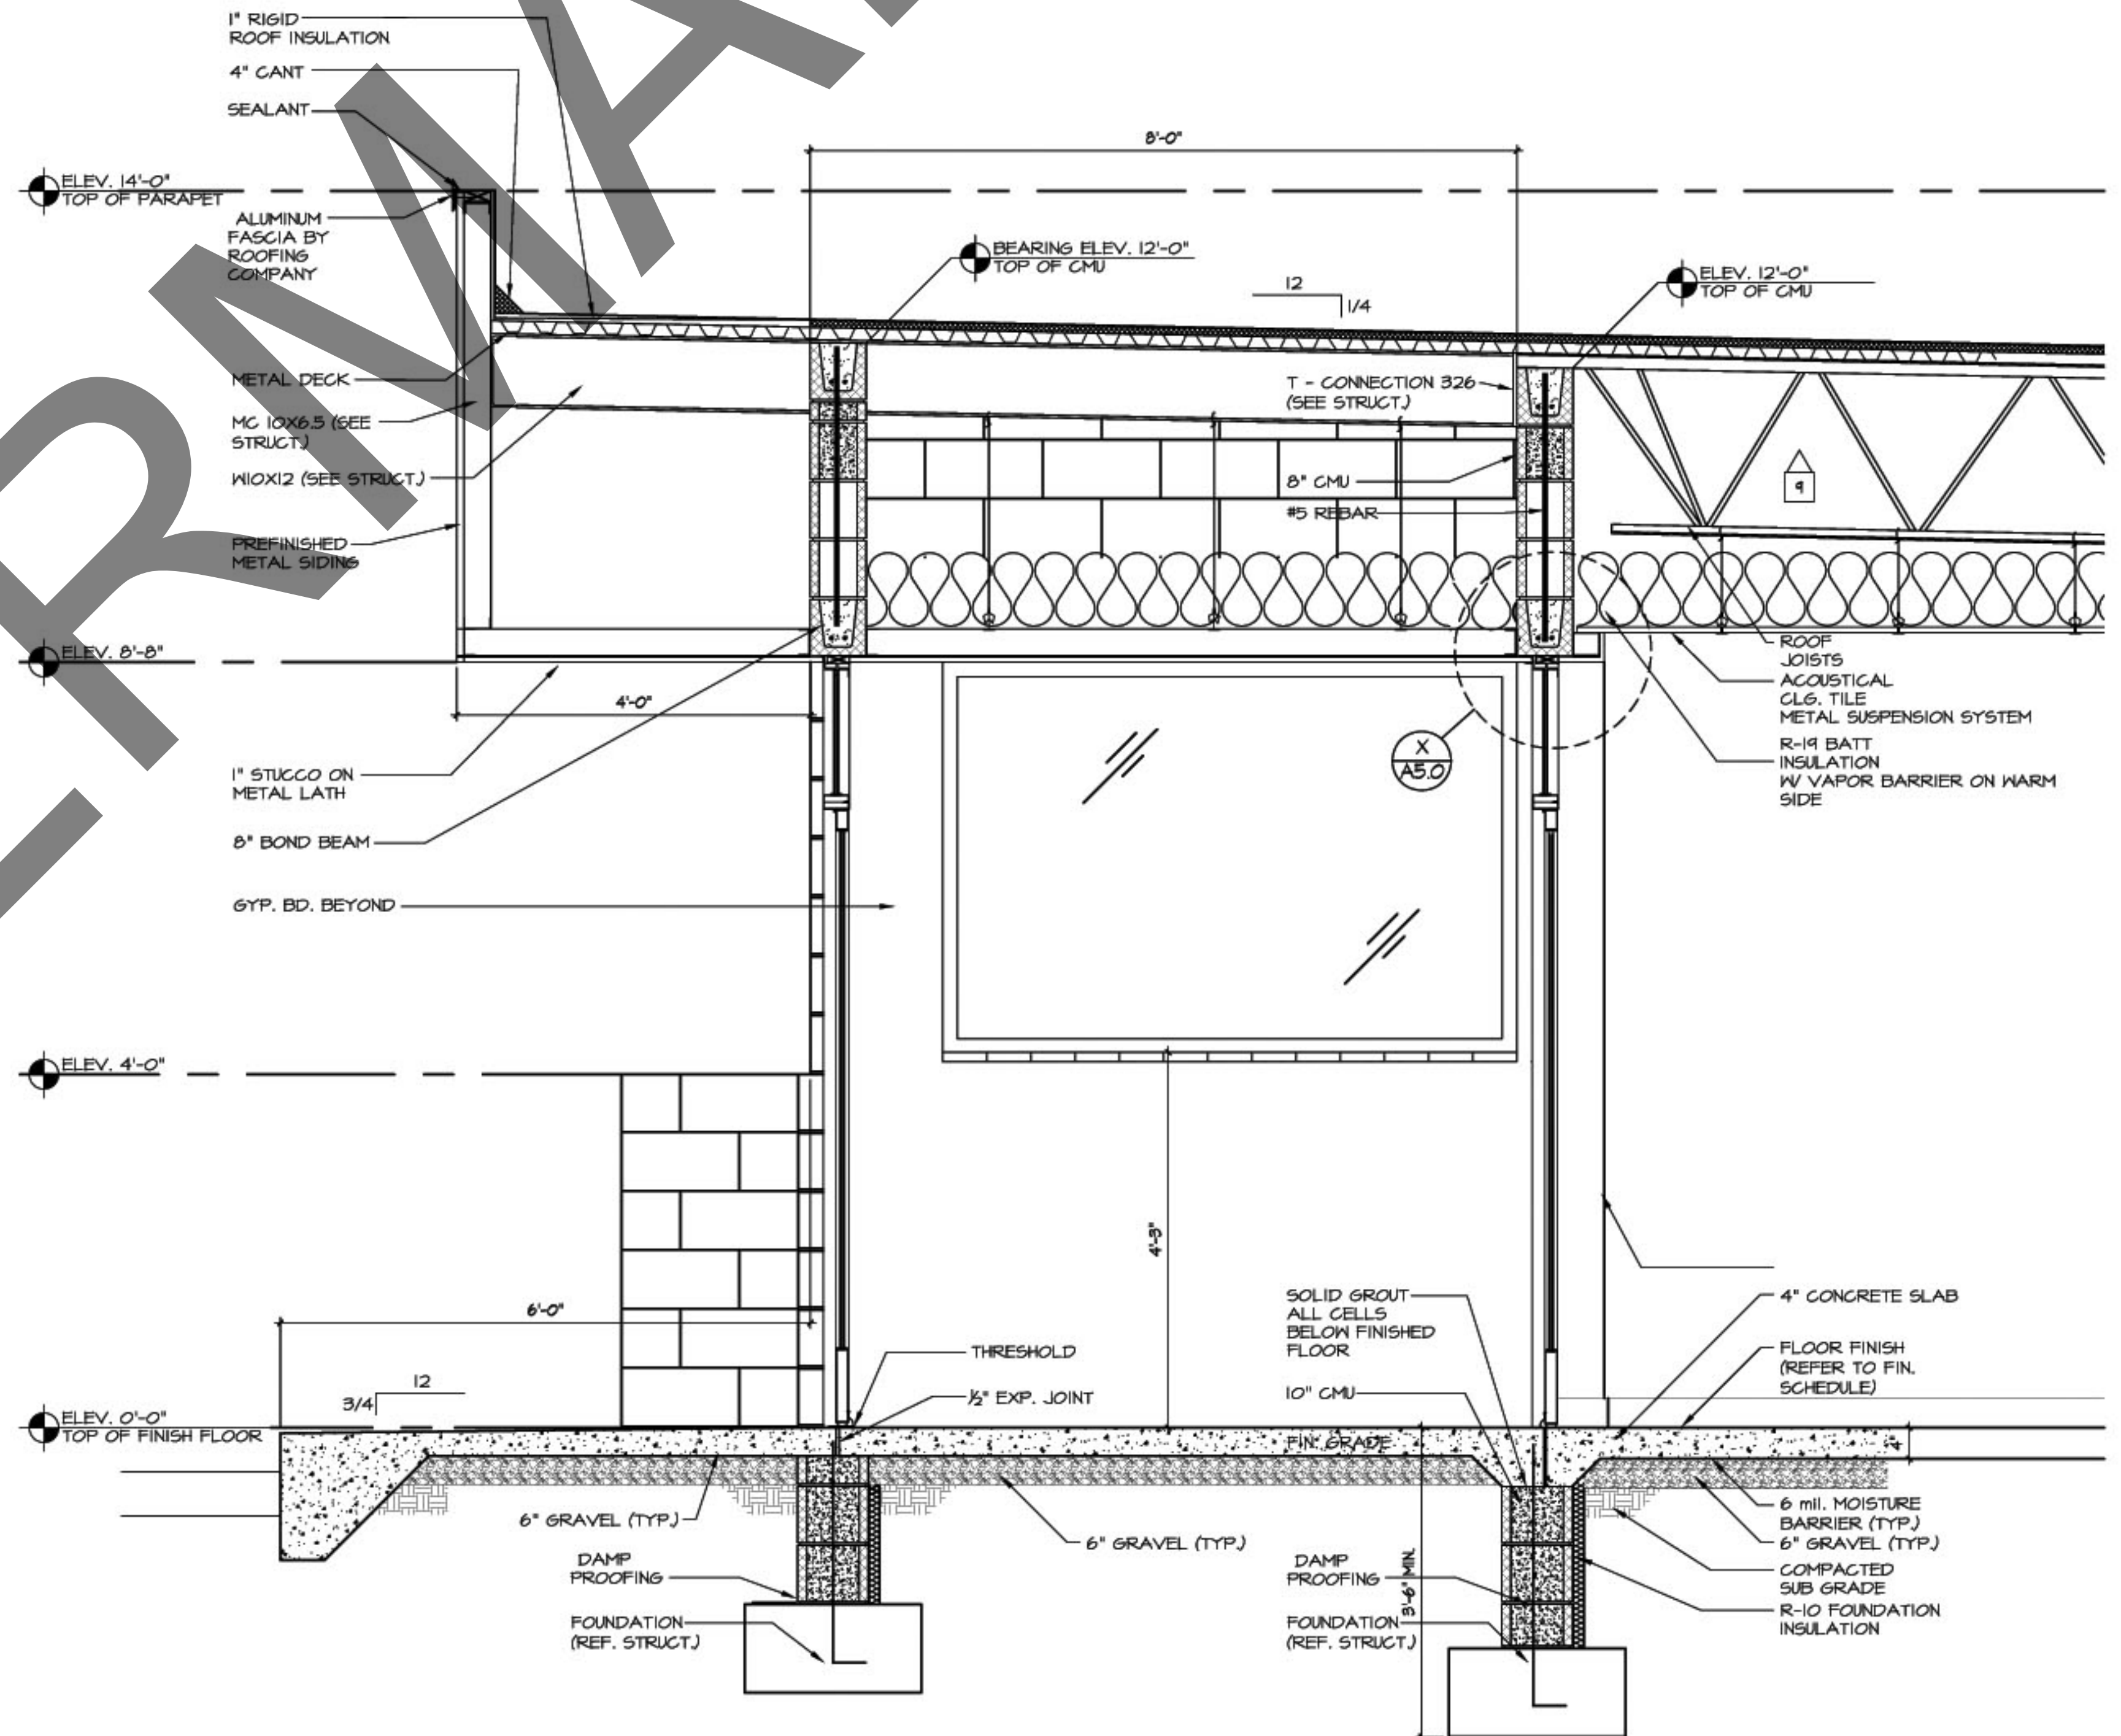 1" RIGID
ROOF INSULATION
4" CANT
SEALANT
8'-0"
ELEV. 14'-0"
TOP OF PARAPET
ALUMINUM
FASCIA BY
ROOFING
COMPANY
BEARING ELEV. 12'-0"
TOP OF CMU
12
1/4
ELEV. 12'-0"
TOP OF CMU
METAL DECK
MC 10X6.5 (SEE
STRUCT.)
W10X12 (SEE STRUCT.)
PREFINISHED
METAL SIDING
T - CONNECTION 326
(SEE STRUCT.)
8" CMU
#5 REBAR
9
ELEV. 8'-8"
4'-0"
ROOF
JOISTS
ACOUSTICAL
CLG. TILE
METAL SUSPENSION SYSTEM
R-19 BATT
INSULATION
W/ VAPOR BARRIER ON WARM
SIDE
X
A5.0
1" STUCCO ON
METAL LATH
8" BOND BEAM
GYP. BD. BEYOND
ELEV. 4'-0"
4'-3"
6'-0"
12
3/4
THRESHOLD
½" EXP. JOINT
SOLID GROUT
ALL CELLS
BELOW FINISHED
FLOOR
10" CMU
4" CONCRETE SLAB
FLOOR FINISH
(REFER TO FIN.
SCHEDULE)
ELEV. 0'-0"
TOP OF FINISH FLOOR
FIN. GRADE
4"
6" GRAVEL (TYP.)
6" GRAVEL (TYP.)
DAMP
PROOFING
FOUNDATION
(REF. STRUCT.)
DAMP
PROOFING
FOUNDATION
(REF. STRUCT.)
3'-6" MIN.
6 mil. MOISTURE
BARRIER (TYP.)
6" GRAVEL (TYP.)
COMPACTED
SUB GRADE
R-10 FOUNDATION
INSULATION